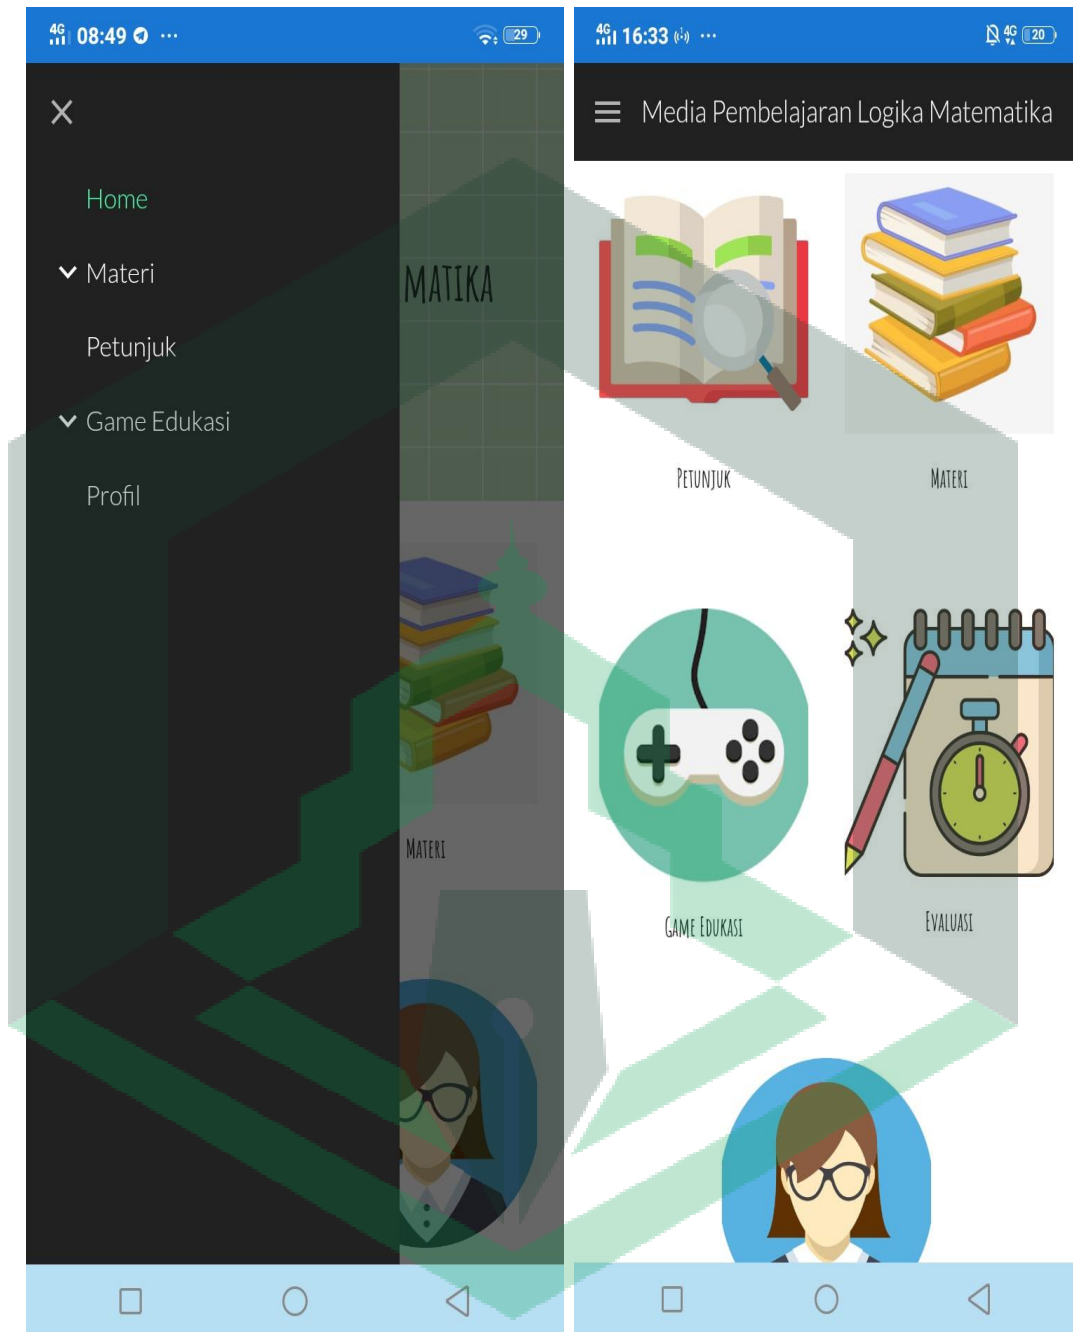 4G 08:49 ... 29
Home
Materi
Petunjuk
Game Edukasi
Profil
MATIKA
MATERI
4G 16:33 ... 4G 20
Media Pembelajaran Logika Matematika
PETUNJUK
MATERI
GAME EDUKASI
EVALUASI